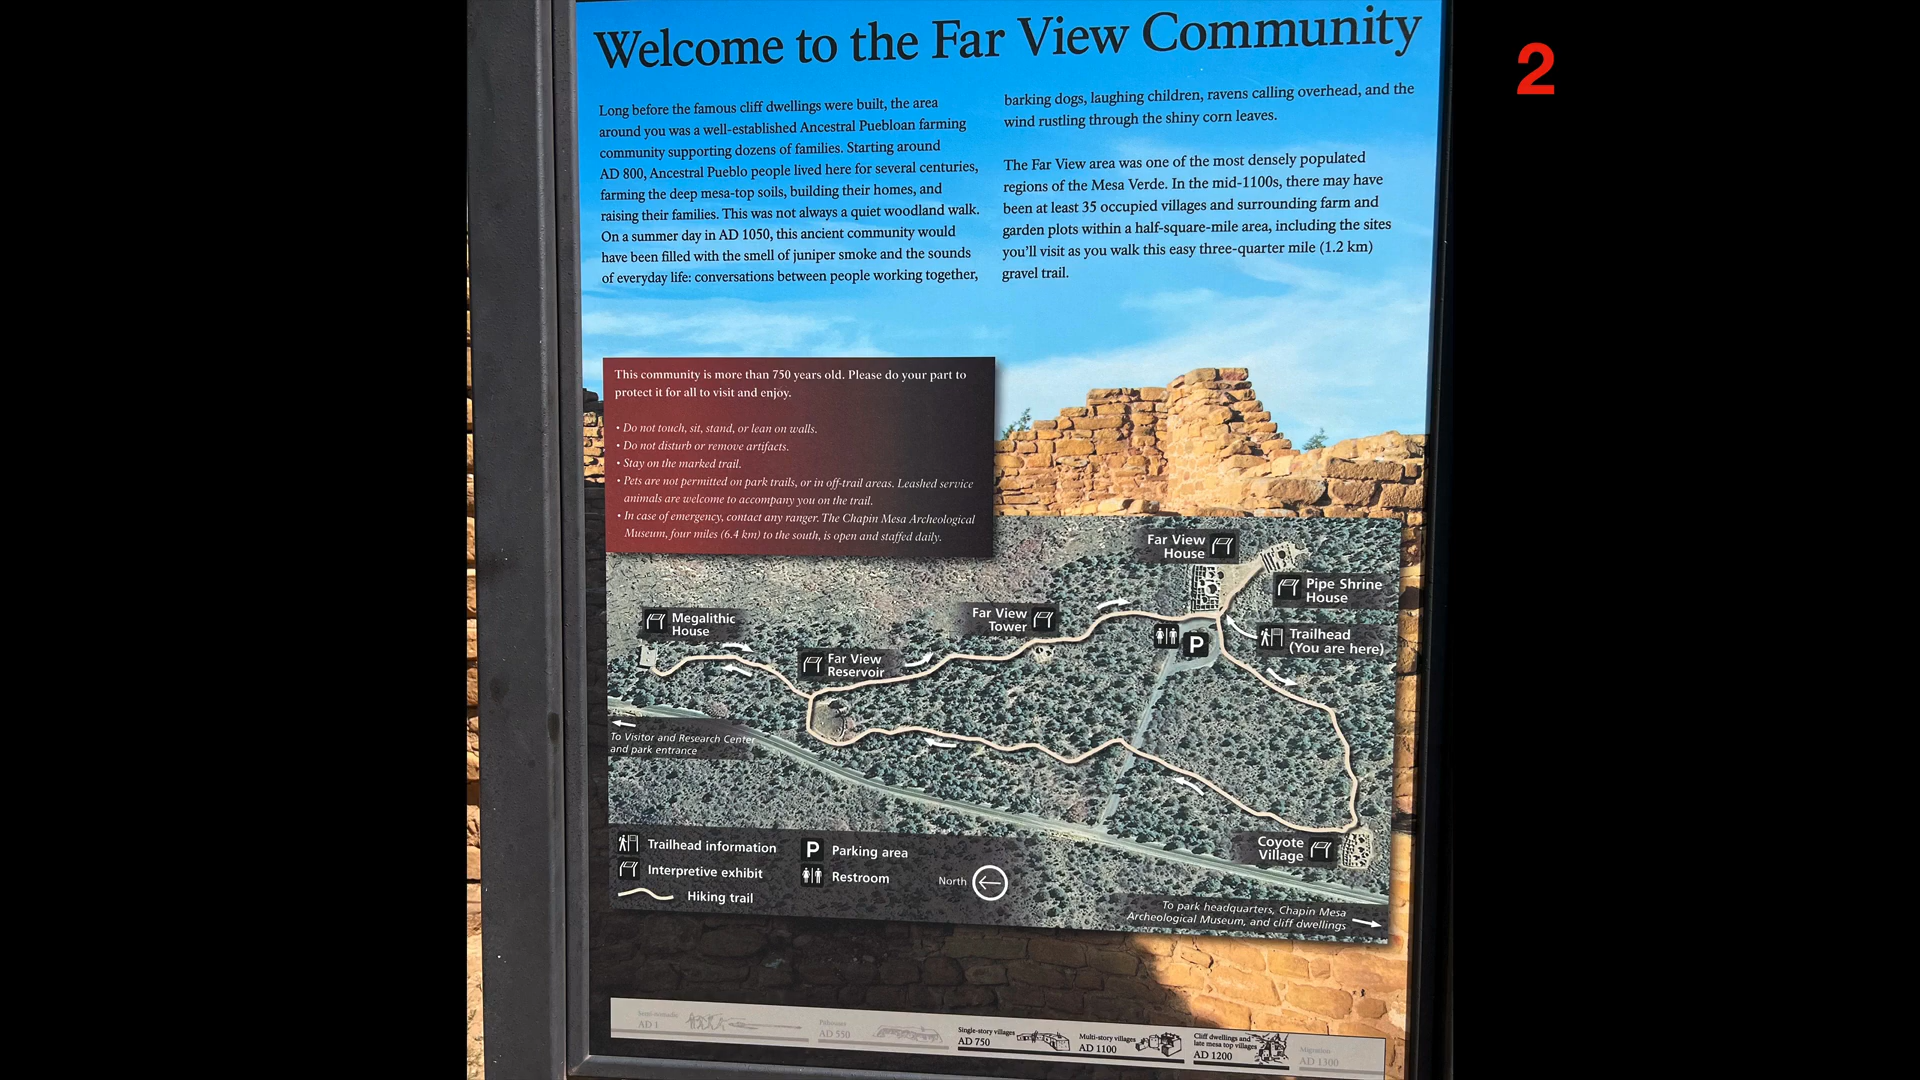 Welcome to the Far View Community
2
Long before the famous cliff dwellings were built, the area
around you was a well-established Ancestral Puebloan farming
community supporting dozens of families. Starting around
AD 800, Ancestral Pueblo people lived here for several centuries,
farming the deep mesa-top soils, building their homes, and
raising their families. This was not always a quiet woodland walk.
On a summer day in AD 1050, this ancient community would
have been filled with the smell of juniper smoke and the sounds
of everyday life: conversations between people working together,
barking dogs, laughing children, ravens calling overhead, and the
wind rustling through the shiny corn leaves.
The Far View area was one of the most densely populated
regions of the Mesa Verde. In the mid-1100s, there may have
been at least 35 occupied villages and surrounding farm and
garden plots within a half-square-mile area, including the sites
you'll visit as you walk this easy three-quarter mile (1.2 km)
gravel trail.
This community is more than 750 years old. Please do your part to
protect it for all to visit and enjoy.
• Do not touch, sit, stand, or lean on walls.
• Do not disturb or remove artifacts.
• Stay on the marked trail.
• Pets are not permitted on park trails, or in off-trail areas. Leashed service
animals are welcome to accompany you on the trail.
• In case of emergency, contact any ranger. The Chapin Mesa Archeological
Museum, four miles (6.4 km) to the south, is open and staffed daily.
Far View
House
Pipe Shrine
House
Megalithic
House
Far View
Tower
Trailhead
(You are here)
P
Far View
Reservoir
To Visitor and Research Center
and park entrance
Coyote
Village
Trailhead information
Interpretive exhibit
Hiking trail
P Parking area
Restroom
North
To park headquarters, Chapin Mesa
Archeological Museum, and cliff dwellings
Semi-nomadic
AD 1
Pithouses
AD 550
Single-story villages
AD 750
Multi-story villages
AD 1100
Cliff dwellings and
late mesa top villages
AD 1200
Migration
AD 1300